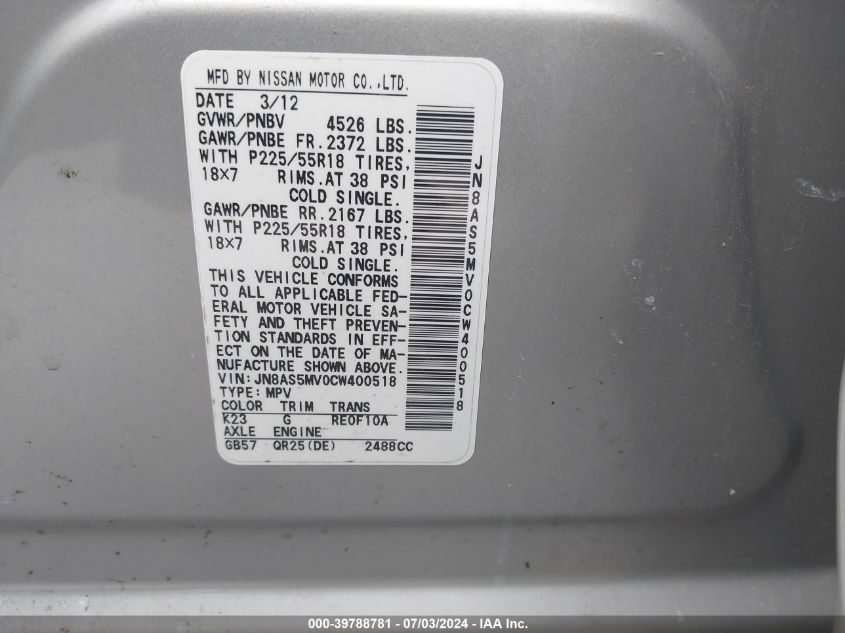 MFD BY NISSAN MOTOR CO.,LTD.
DATE 3/12
GVWR/PNBV 4526 LBS.
GAWR/PNBE FR.2372 LBS.
WITH P225/55R18 TIRES,
18×7 RIMS.AT 38 PSI
COLD SINGLE.
GAWR/PNBE RR.2167 LBS.
WITH P225/55R18 TIRES,
18×7 RIMS.AT 38 PSI
COLD SINGLE.
THIS VEHICLE CONFORMS
TO ALL APPLICABLE FED-
ERAL MOTOR VEHICLE SA-
FETY AND THEFT PREVEN-
TION STANDARDS IN EFF-
ECT ON THE DATE OF MA-
NUFACTURE SHOWN ABOVE.
VIN:JN8AS5MV0CW400518
TYPE:MPV
COLOR TRIM TRANS
K23 G RE0F10A
AXLE ENGINE
GB57 QR25(DE) 2488CC
JN8AS5MV0CW400518
000-39788781 - 07/03/2024 - IAA Inc.